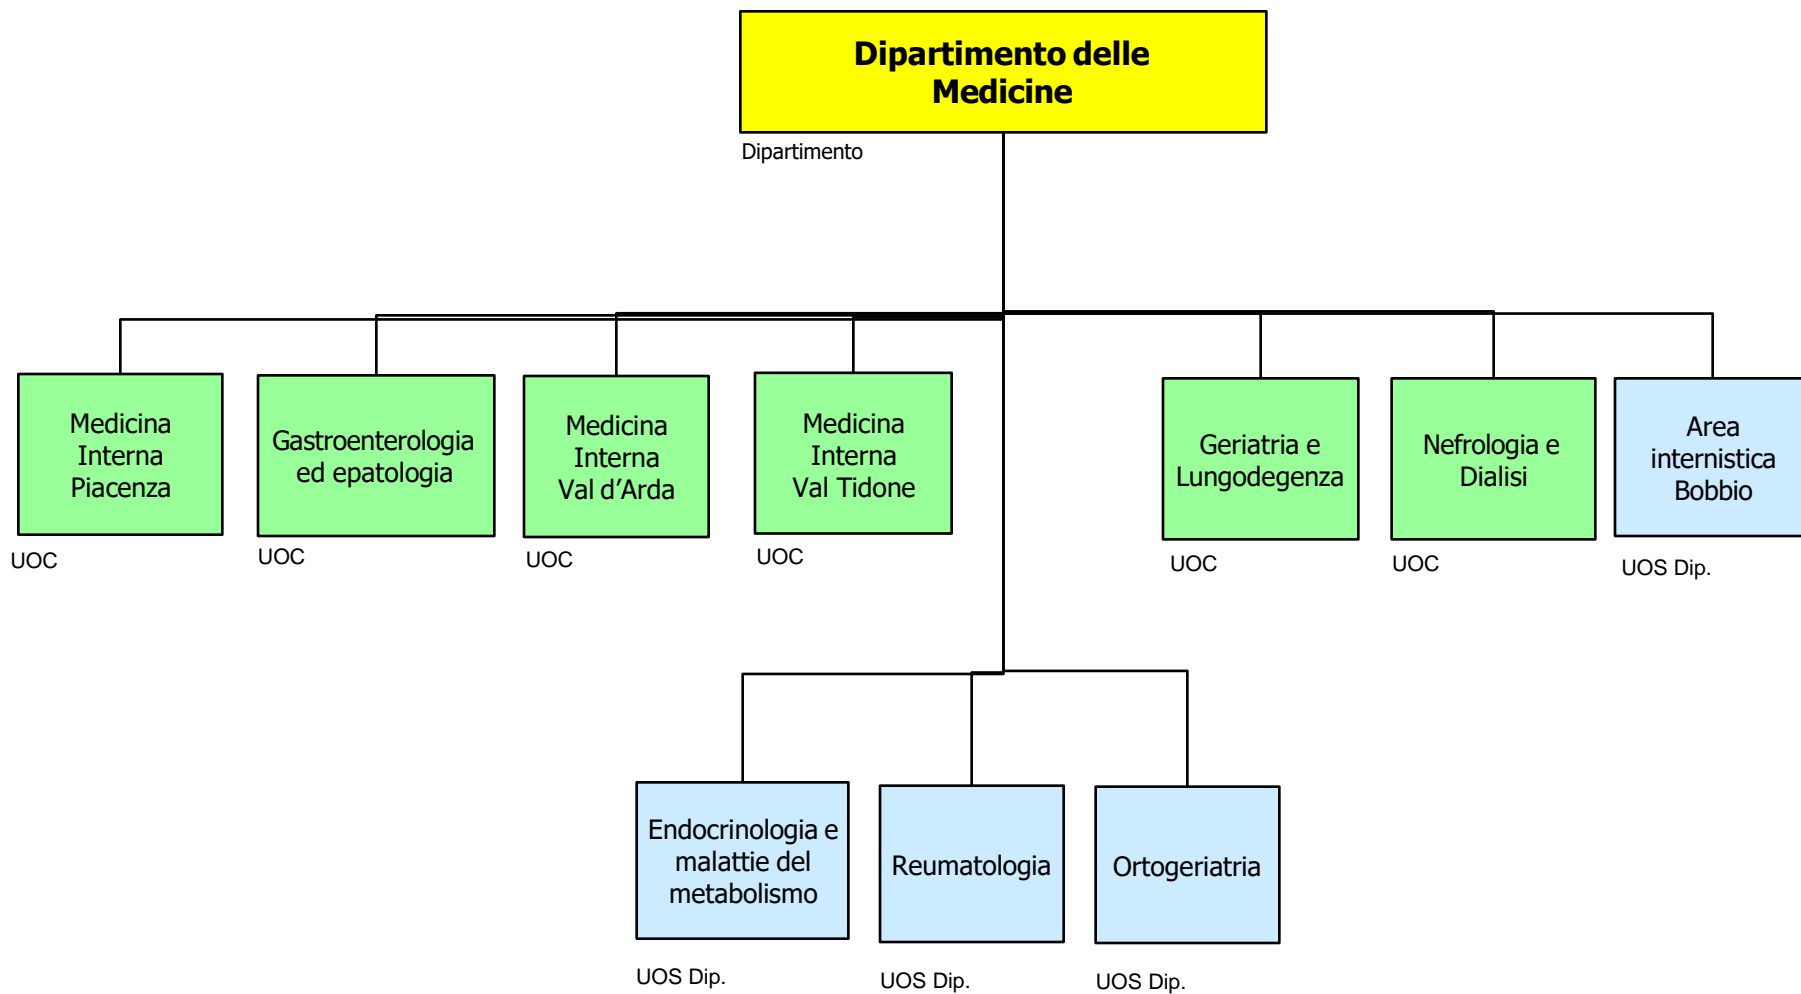 Dipartimento delle
Medicine
Dipartimento
Medicina
Interna
Piacenza
UOC
Gastroenterologia
ed epatologia
UOC
Medicina
Interna
Val d’Arda
UOC
Medicina
Interna
Val Tidone
UOC
Geriatria e
Lungodegenza
UOC
Nefrologia e
Dialisi
UOC
Area
internistica
Bobbio
UOS Dip.
Endocrinologia e
malattie del
metabolismo
UOS Dip.
Reumatologia
UOS Dip.
Ortogeriatria
UOS Dip.